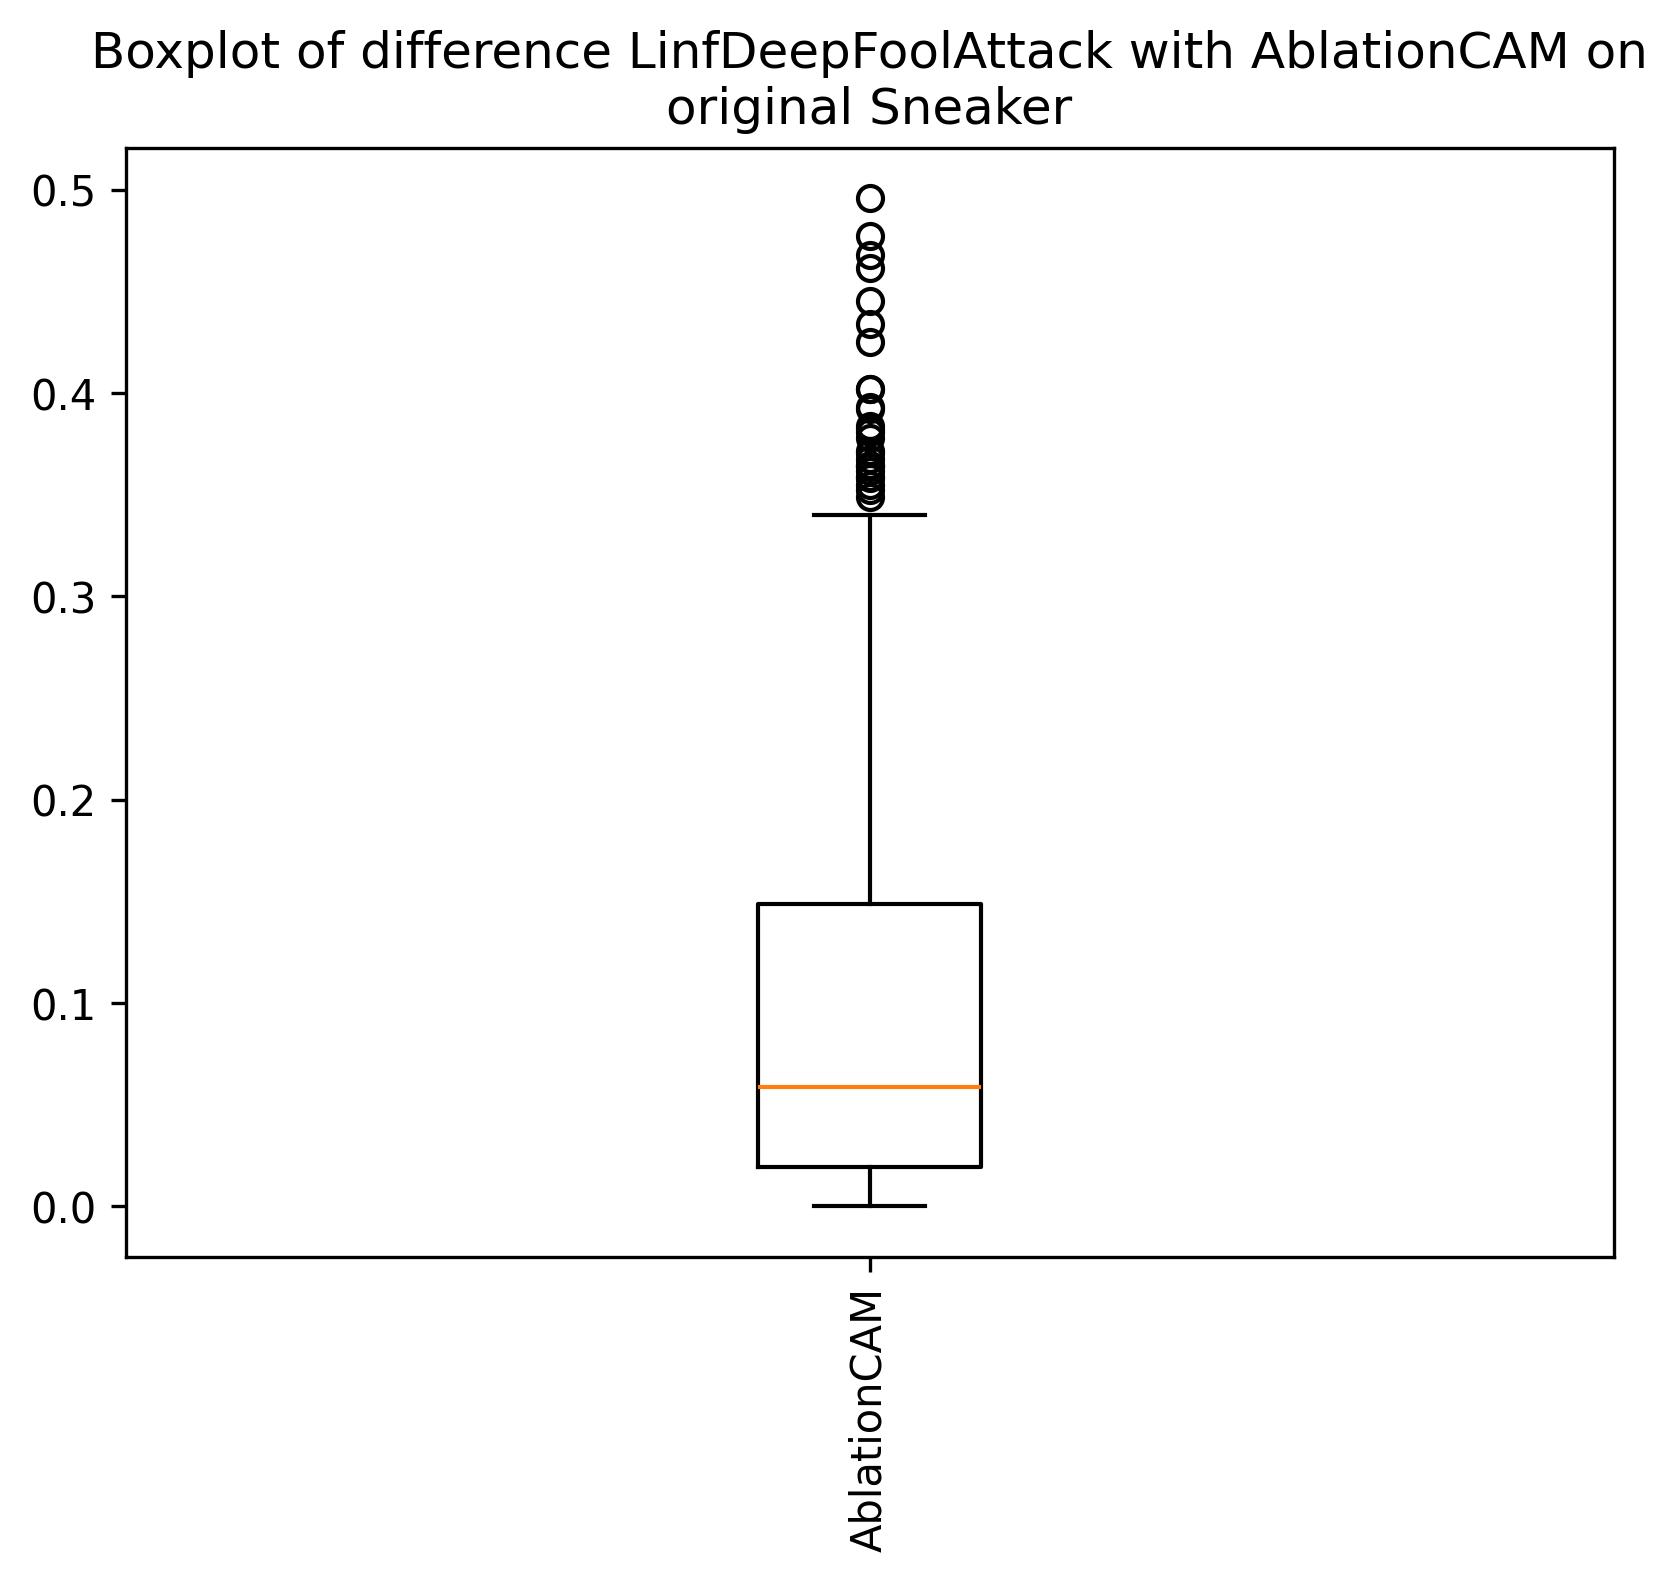 Boxplot of difference LinfDeepFoolAttack with AblationCAM on
original Sneaker
0.5
0.4
0.3
0.2
0.1
0.0
AblationCAM